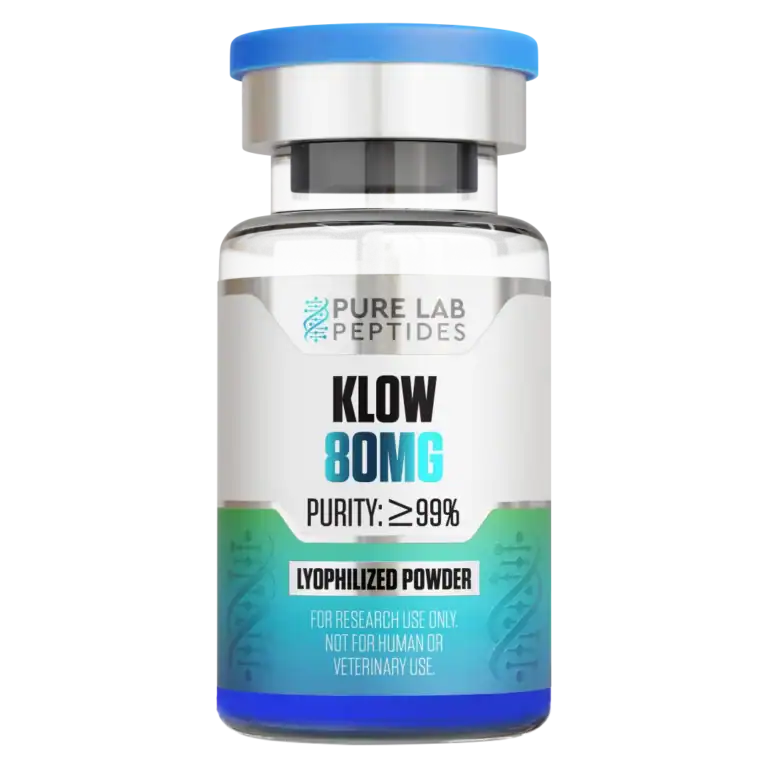 PURE LAB
PEPTIDES
KLOW
80MG
PURITY: ≥99%
LYOPHILIZED POWDER
FOR RESEARCH USE ONLY.
NOT FOR HUMAN OR
VETERINARY USE.